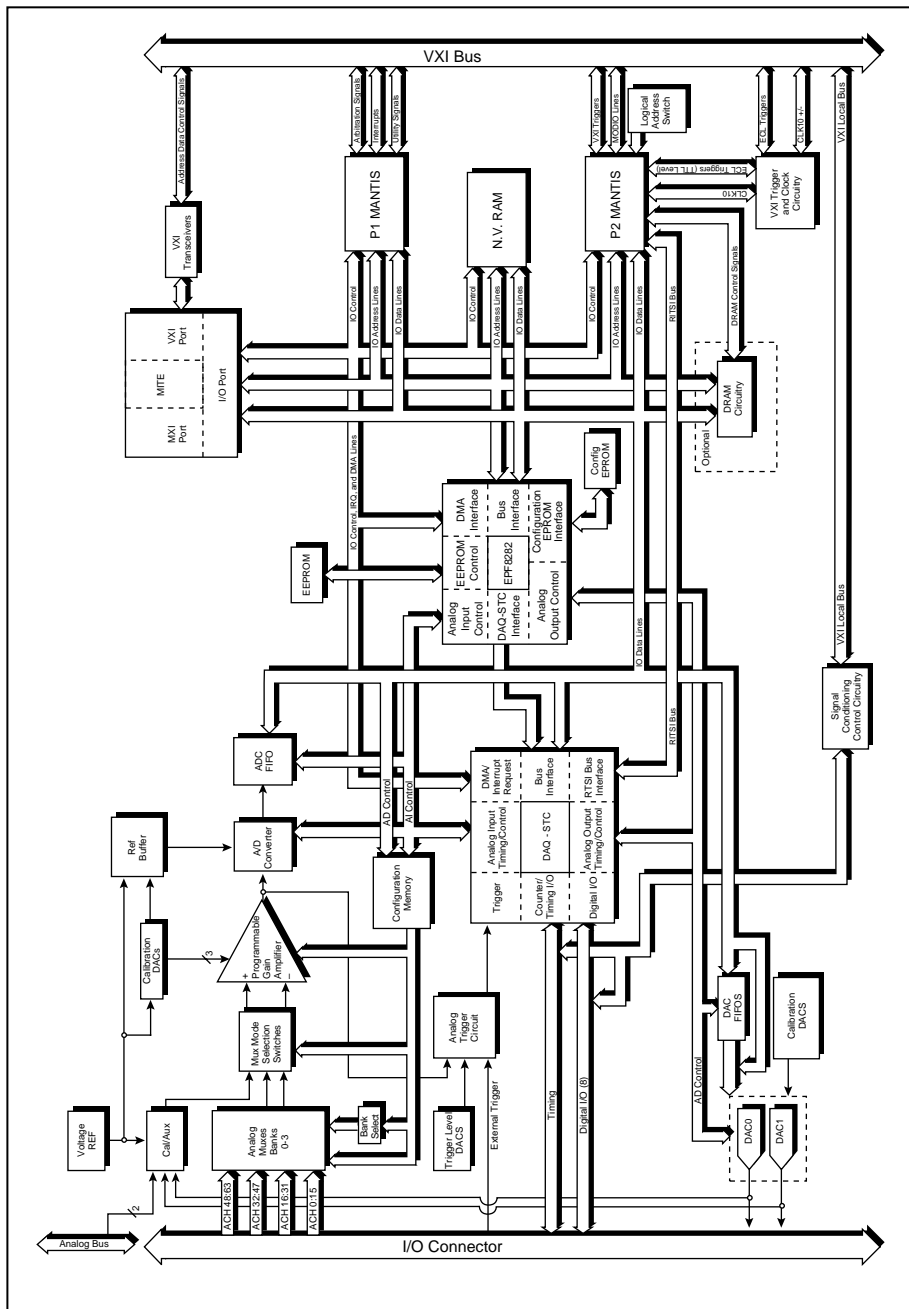 VXI Bus
Address Data Control Signals
VXI
Transceivers
MXI Port
MITE
VXI
Port
I/O Port
Arbitration Signals
Interrupts
Utility Signals
P1 MANTIS
IO Control
IO Address Lines
IO Data Lines
N.V. RAM
IO Control
IO Address Lines
IO Data Lines
VXI Triggers
MODIO Lines
Logical
Address
Switch
P2 MANTIS
IO Control
IO Address Lines
IO Data Lines
RITSI Bus
ECL Triggers (TTL Level)
CLK10
ECL Triggers
CLK10 +/-
VXI Trigger
and Clock
Circuitry
DRAM Control Signals
DRAM
Circuitry
Optional
VXI Local Bus
VXI Local Bus
IO Control, IRQ, and DMA Lines
EEPROM
Config
EPROM
Analog
Input
Control
EEPROM
Control
DMA
Interface
DAQ-STC
Interface
EPF8282
Bus
Interface
Analog
Output Control
Configuration
EPROM
Interface
IO Data Lines
RITSI Bus
Signal
Conditioning
Control Circuitry
ADC
FIFO
A/D
Converter
Ref
Buffer
AD Control
AI Control
Configuration
Memory
Trigger
Analog Input
Timing/Control
DMA/
Interrupt
Request
Counter/
Timing I/O
DAQ - STC
Bus
Interface
Digital I/O
Analog Output
Timing/Control
RTSI Bus
Interface
Calibration
DACs
3
+
Programmable
Gain
Amplifier
–
Mux Mode
Selection
Switches
Voltage
REF
Cal/Aux
Analog
Muxes
Banks
0-3
Bank
Select
Analog
Trigger
Circuit
Trigger Level
DACS
External Trigger
Timing
Digital I/O (8)
AD Control
DAC
FIFOS
Calibration
DACS
DAC0
DAC1
2
Analog Bus
ACH 48:63
ACH 32:47
ACH 16:31
ACH 0:15
I/O Connector